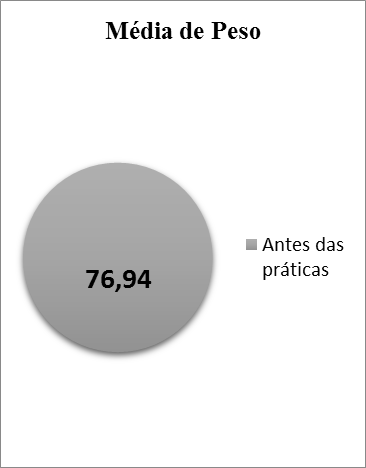 Média de Peso
76,94
Antes das
práticas